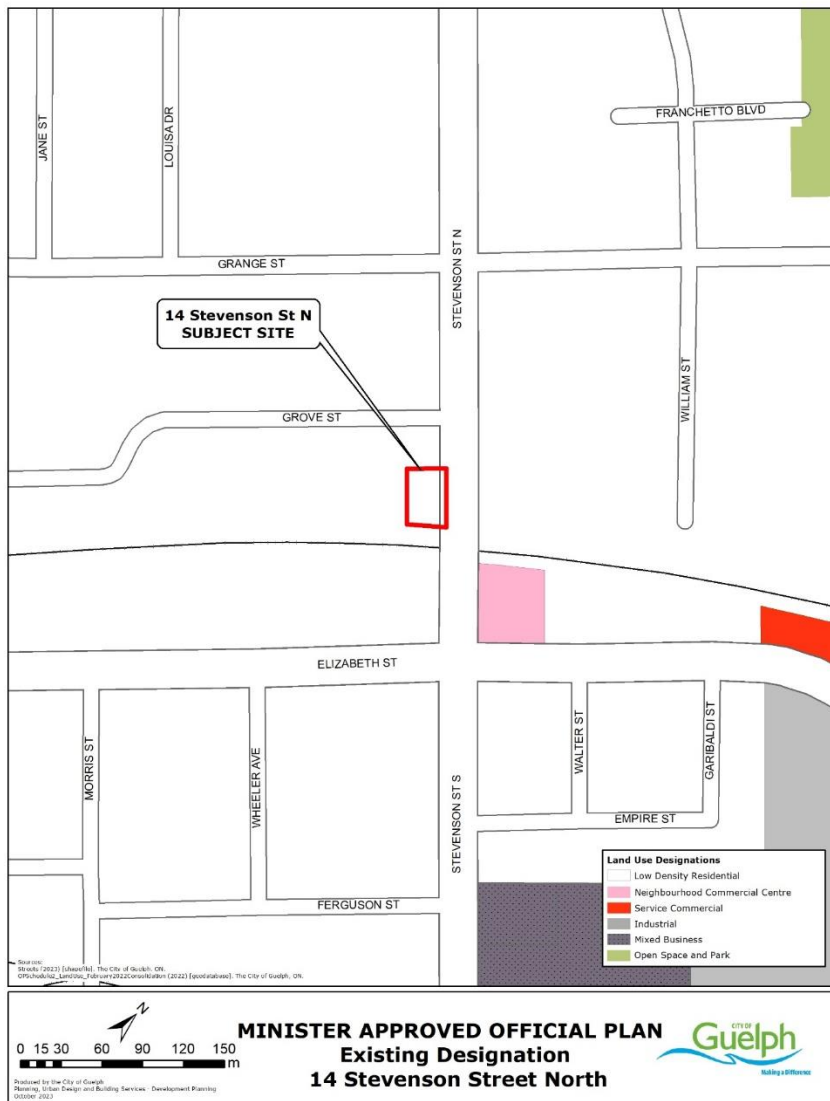 JANE ST
LOUISA DR
FRANCHETTO BLVD
GRANGE ST
STEVENSON ST N
14 Stevenson St N
SUBJECT SITE
WILLIAM ST
GROVE ST
ELIZABETH ST
MORRIS ST
WHEELER AVE
STEVENSON ST S
WALTER ST
GARIBALDI ST
EMPIRE ST
FERGUSON ST
Land Use Designations
Low Density Residential
Neighbourhood Commercial Centre
Service Commercial
Industrial
Mixed Business
Open Space and Park
Sources:
Streets (2023) [shapefile]. The City of Guelph, ON.
OPSchedule2_LandUse_February2022Consolidation (2022) [geodatabase]. The City of Guelph, ON.
N
0 15 30 60 90 120 150
m
Produced by the City of Guelph
Planning, Urban Design and Building Services - Development Planning
October 2023
MINISTER APPROVED OFFICIAL PLAN
Existing Designation
14 Stevenson Street North
CITY OF
Guelph
Making a Difference